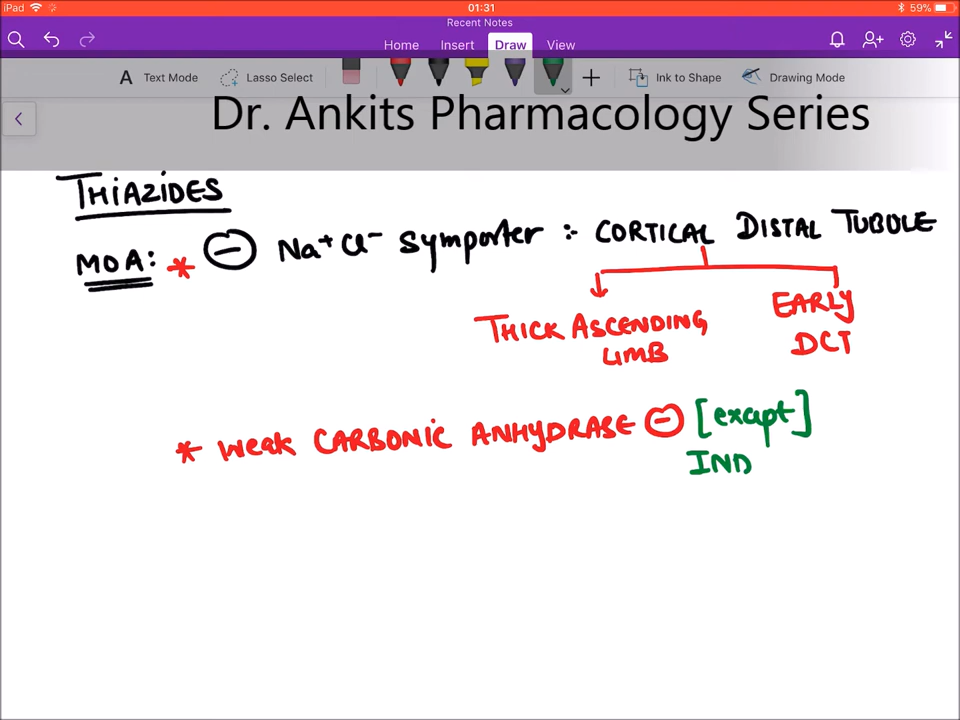 iPad 01:31 59%
Recent Notes
Home Insert Draw View
A Text Mode Lasso Select Ink to Shape Drawing Mode
Dr. Ankits Pharmacology Series
THIAZIDES
MOA: * ⊖ Na⁺ Cl⁻ symporter :- CORTICAL DISTAL TUBULE
THICK ASCENDING LIMB
EARLY DCT
* weak CARBONIC ANHYDRASE ⊖ [exapt]
IND